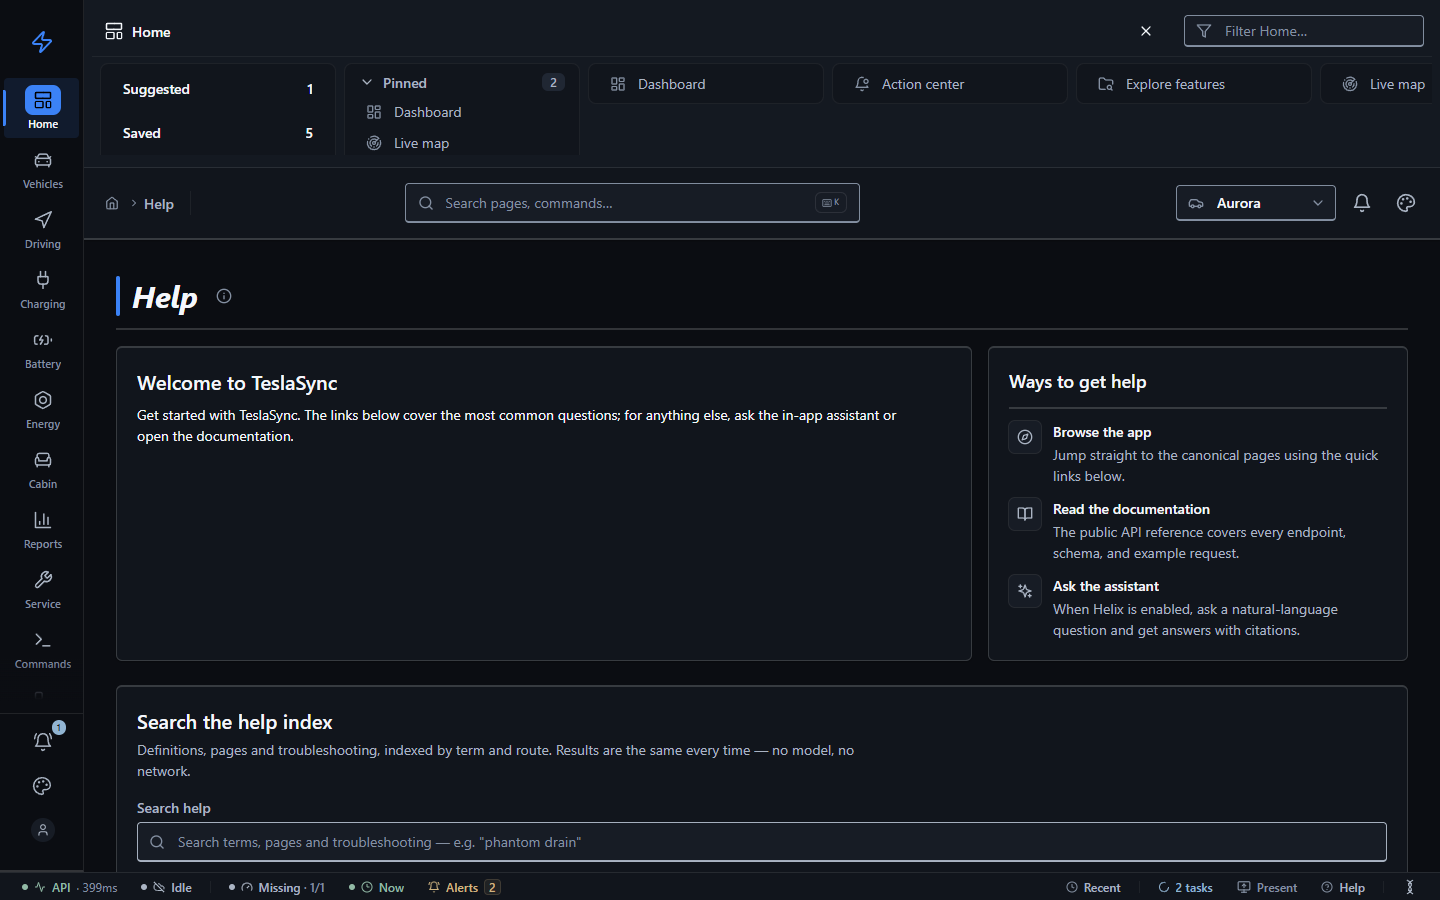 Home
Filter Home...
Suggested 1
Saved 5
Pinned 2
Dashboard
Live map
Dashboard
Action center
Explore features
Live map
Home
Vehicles
Driving
Charging
Battery
Energy
Cabin
Reports
Service
Commands
1
Help
Search pages, commands...
K
Aurora
Help
Welcome to TeslaSync
Get started with TeslaSync. The links below cover the most common questions; for anything else, ask the in-app assistant or
open the documentation.
Ways to get help
Browse the app
Jump straight to the canonical pages using the quick
links below.
Read the documentation
The public API reference covers every endpoint,
schema, and example request.
Ask the assistant
When Helix is enabled, ask a natural-language
question and get answers with citations.
Search the help index
Definitions, pages and troubleshooting, indexed by term and route. Results are the same every time — no model, no
network.
Search help
Search terms, pages and troubleshooting — e.g. "phantom drain"
API · 399ms
Idle
Missing · 1/1
Now
Alerts 2
Recent
2 tasks
Present
Help